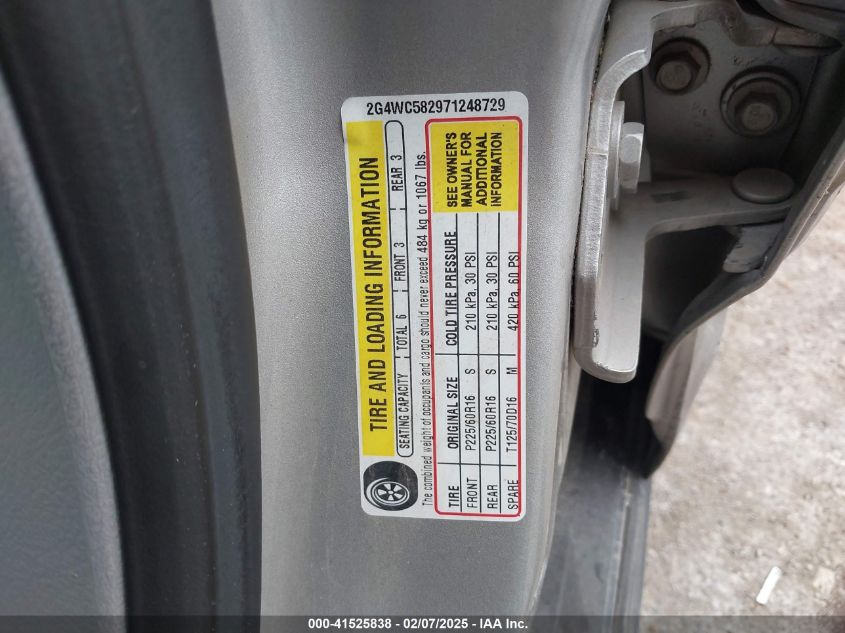 2G4WC582971248729
TIRE AND LOADING INFORMATION
SEATING CAPACITY TOTAL 6 FRONT 3 REAR 3
The combined weight of occupants and cargo should never exceed 484 kg or 1067 lbs.
TIRE ORIGINAL SIZE COLD TIRE PRESSURE
FRONT P225/60R16 S 210 kPa, 30 PSI
REAR P225/60R16 S 210 kPa, 30 PSI
SPARE T125/70D16 M 420 kPa, 60 PSI
SEE OWNER'S
MANUAL FOR
ADDITIONAL
INFORMATION
000-41525838 - 02/07/2025 - IAA Holdings, LLC.